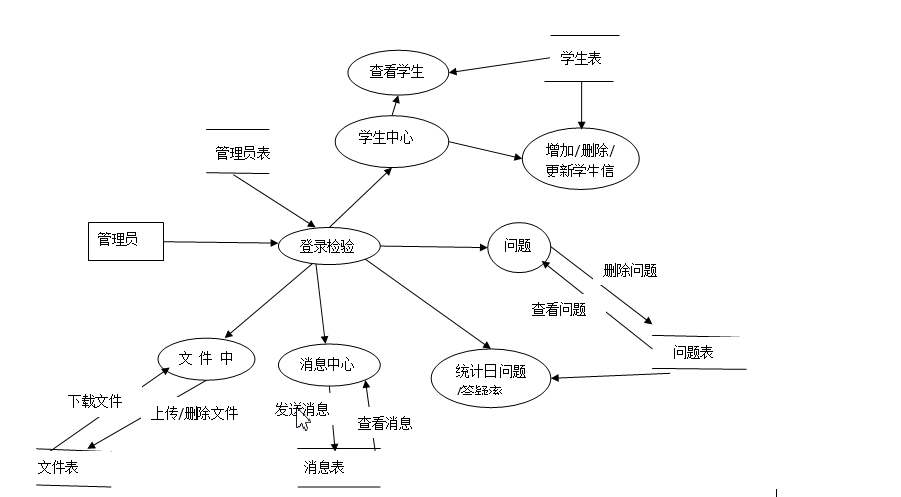 学生表
查看学生
学生中心
增加/删除/
更新学生信
管理员表
管理员
登录检验
问题
删除问题
查看问题
问题表
文 件 中
消息中心
统计日问题
/答疑率
下载文件
上传/删除文件
发送消息
查看消息
文件表
消息表